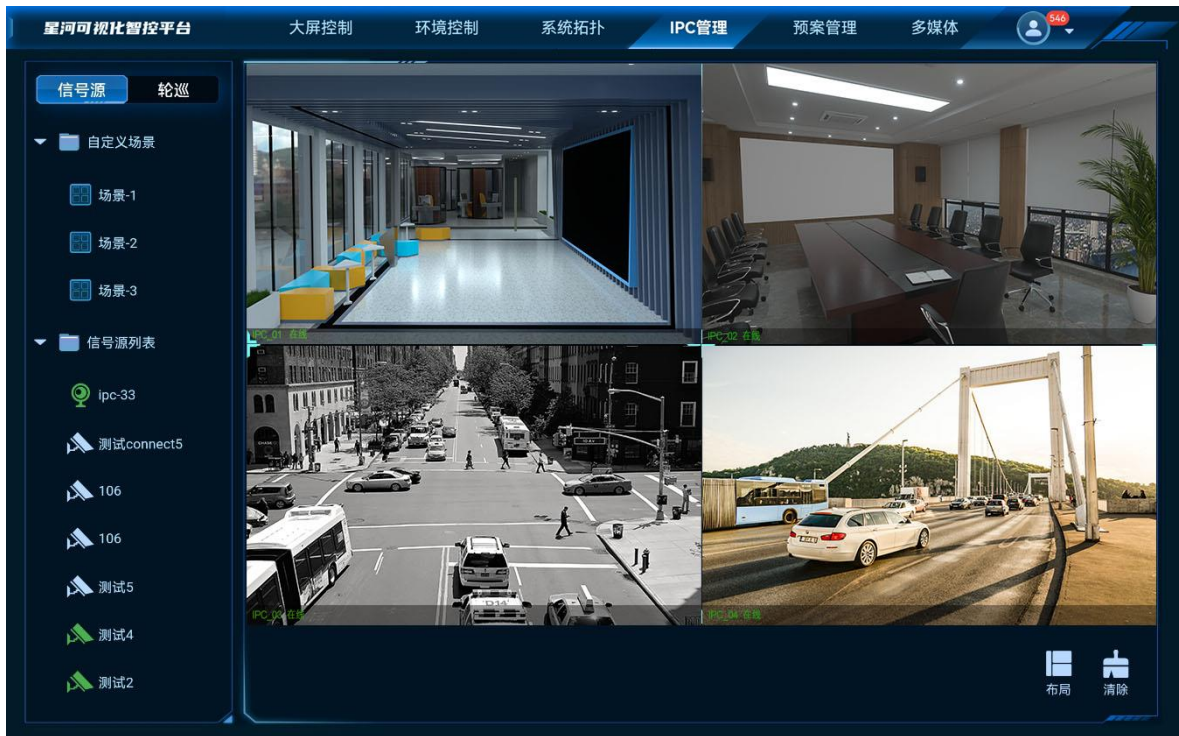 星河可视化智控平台
大屏控制
环境控制
系统拓扑
IPC管理
预案管理
多媒体
546
信号源
轮巡
自定义场景
场景-1
场景-2
场景-3
信号源列表
ipc-33
测试connect5
106
106
测试5
测试4
测试2
IPC_01 在线
IPC_02 在线
IPC_03 在线
D14
IPC_04 在线
布局
清除